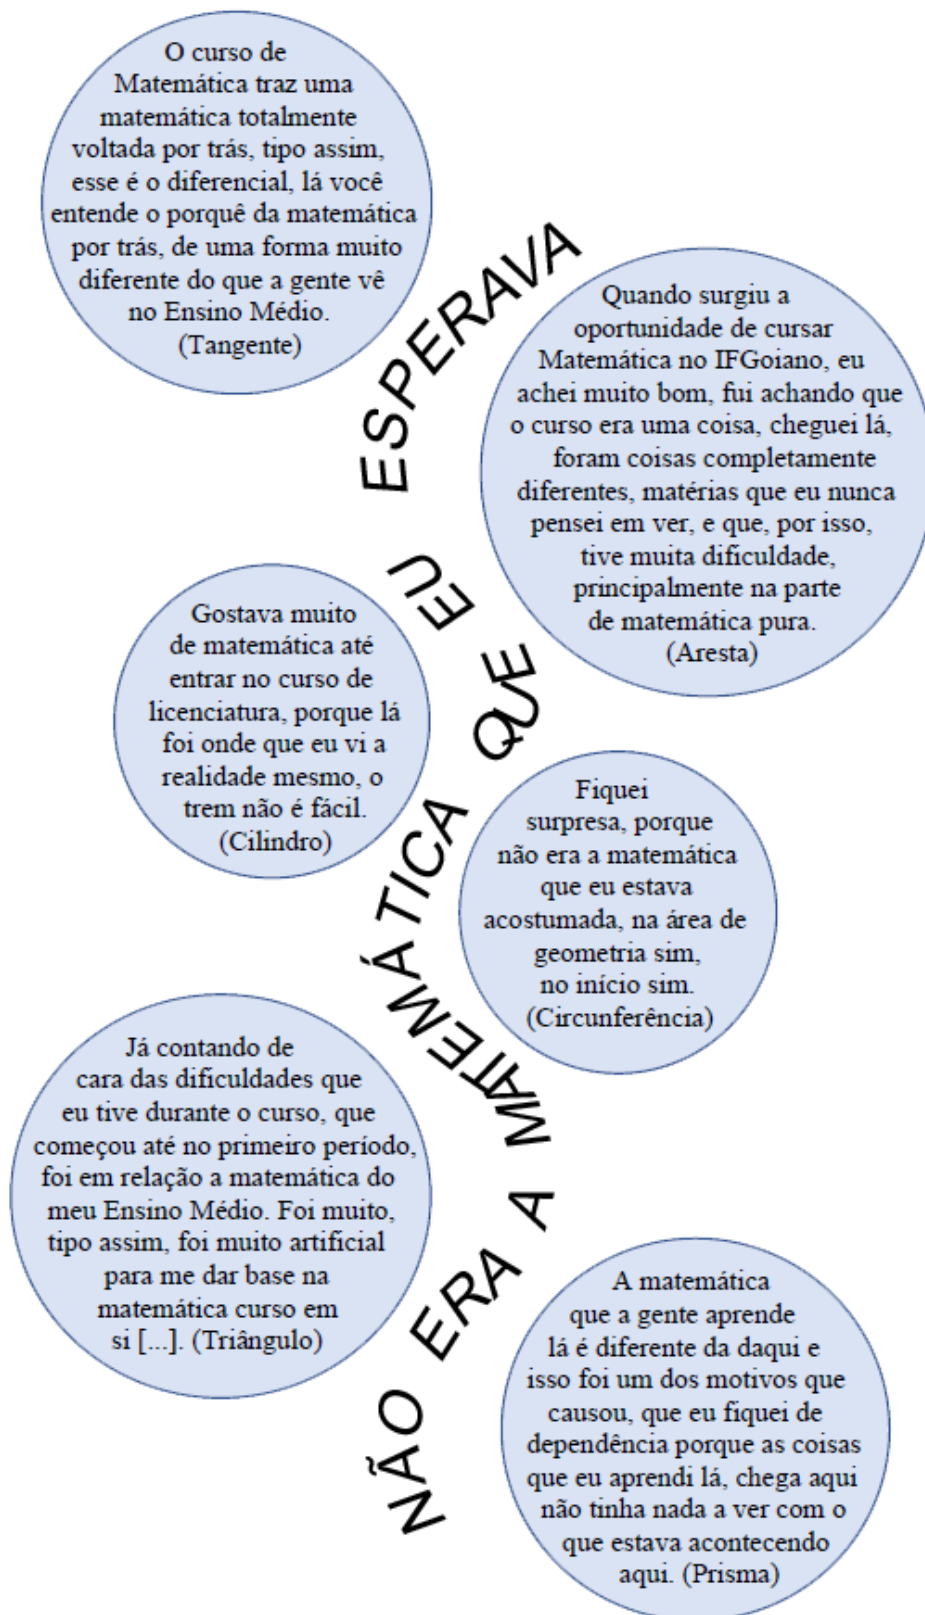 O curso de
Matemática traz uma
matemática totalmente
voltada por trás, tipo assim,
esse é o diferencial, lá você
entende o porquê da matemática
por trás, de uma forma muito
diferente do que a gente vê
no Ensino Médio.
(Tangente)
Quando surgiu a
oportunidade de cursar
Matemática no IFGoiano, eu
achei muito bom, fui achando que
o curso era uma coisa, cheguei lá,
foram coisas completamente
diferentes, matérias que eu nunca
pensei em ver, e que, por isso,
tive muita dificuldade,
principalmente na parte
de matemática pura.
(Aresta)
Gostava muito
de matemática até
entrar no curso de
licenciatura, porque lá
foi onde que eu vi a
realidade mesmo, o
trem não é fácil.
(Cilindro)
Fiquei
surpresa, porque
não era a matemática
que eu estava
acostumada, na área de
geometria sim,
no início sim.
(Circunferência)
Já contando de
cara das dificuldades que
eu tive durante o curso, que
começou até no primeiro período,
foi em relação a matemática do
meu Ensino Médio. Foi muito,
tipo assim, foi muito artificial
para me dar base na
matemática curso em
si [...]. (Triângulo)
A matemática
que a gente aprende
lá é diferente da daqui e
isso foi um dos motivos que
causou, que eu fiquei de
dependência porque as coisas
que eu aprendi lá, chega aqui
não tinha nada a ver com o
que estava acontecendo
aqui. (Prisma)
NÃO ERA A MATEMÁTICA QUE EU ESPERAVA